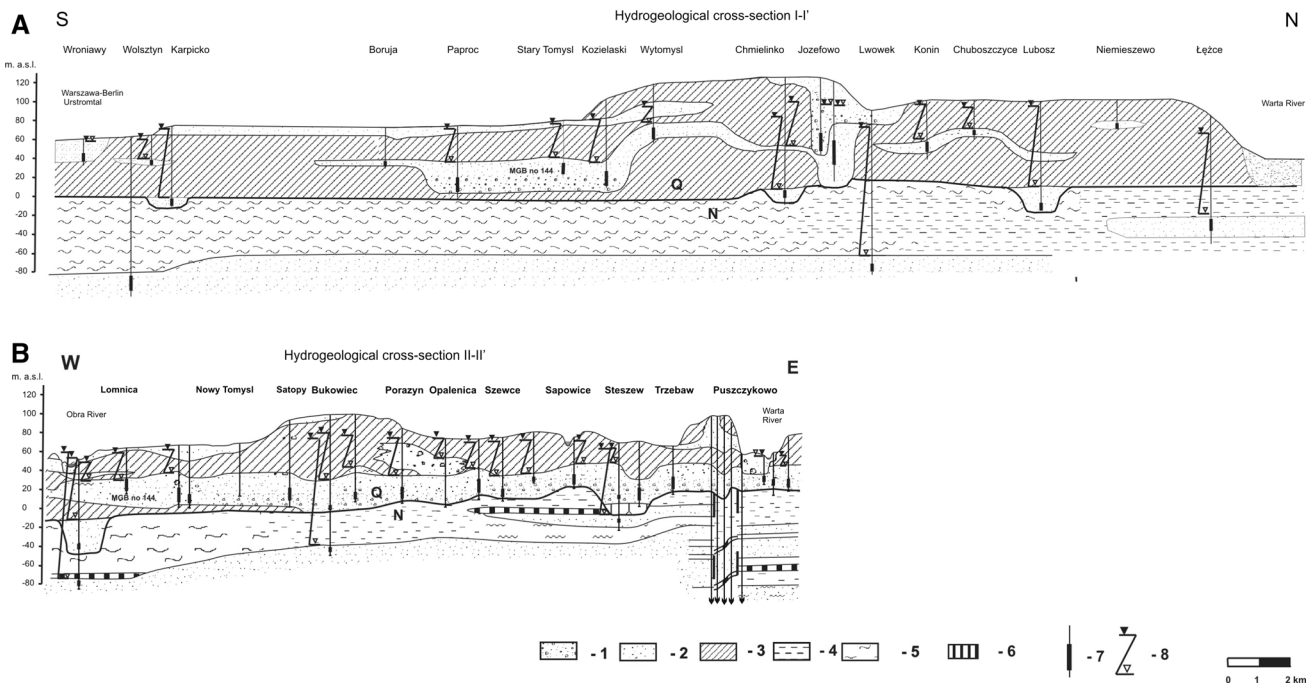 A
S
Hydrogeological cross-section I-I'
N
Wroniawy Wolsztyn Karpicko Boruja Paproc Stary Tomysl Kozielaski Wytomysl Chmielinko Jozefowo Lwowek Konin Chuboszczyce Lubosz Niemieszewo Łężce
m. a.s.l.
120
100
80
60
40
20
0
-20
-40
-60
-80
Warszawa-Berlin
Urstromtal
Warta River
MGB no 144
Q
N
B
W
Hydrogeological cross-section II-II'
E
m. a.s.l.
Lomnica Nowy Tomysl Satopy Bukowiec Porazyn Opalenica Szewce Sapowice Steszew Trzebaw Puszczykowo
120
100
80
60
40
20
0
-20
-40
-60
-80
Obra River
Warta
River
MGB no 144
Q
N
- 1 - 2 - 3 - 4 - 5 - 6 - 7 - 8
0 1 2 km